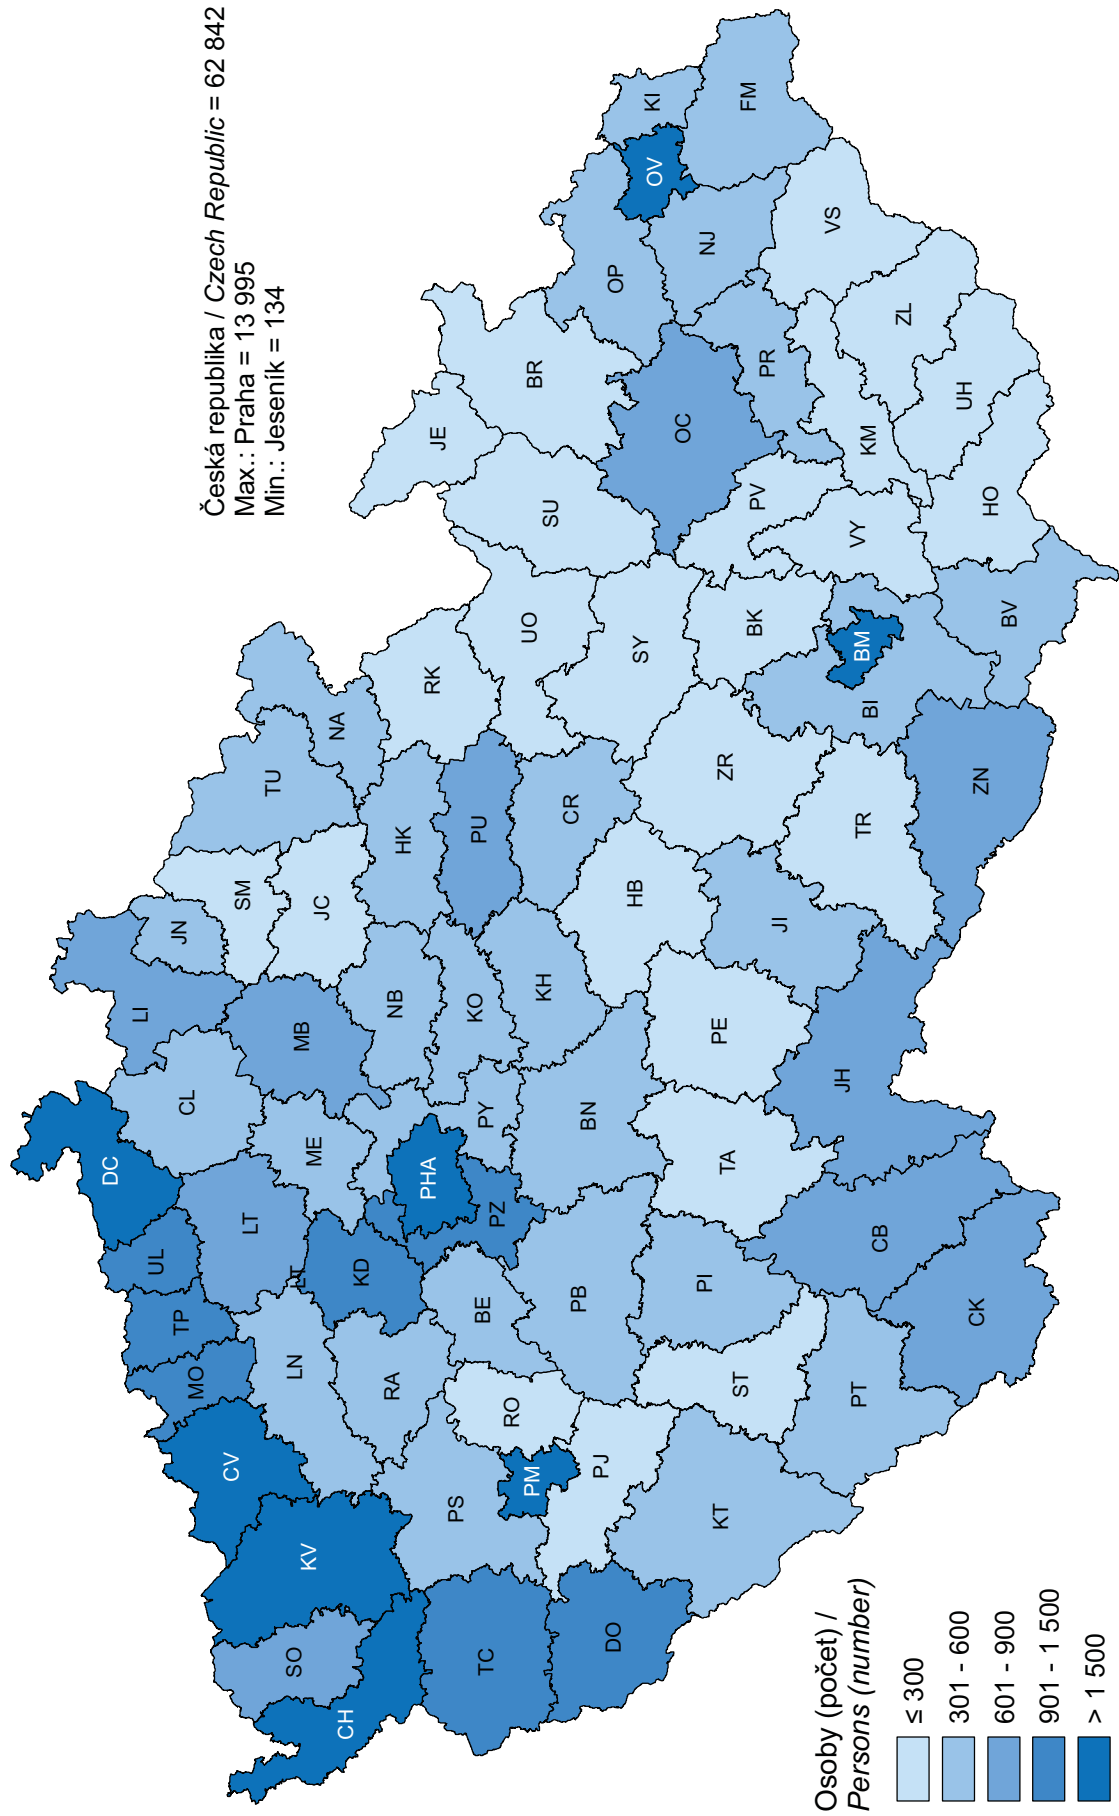 Česká republika / Czech Republic = 62 842
Max.: Praha = 13 995
Min.: Jeseník = 134
DC
LI
JN
CL
UL
TP
MO
LT
SM
TU
CV
ME
MB
JC
NA
SO
KV
LN
LT
KD
NB
HK
RK
JE
CH
RA
PHA
KO
PU
UO
SU
BR
PS
BE
PZ
PY
KH
CR
SY
OP
KI
TC
RO
PM
PB
BN
HB
OC
OV
DO
PJ
PI
TA
PE
ZR
BK
PV
PR
NJ
FM
KT
ST
JI
BI
BM
VY
KM
VS
PT
CB
JH
TR
ZL
CK
ZN
BV
HO
UH
Osoby (počet) /
Persons (number)
≤ 300
301 - 600
601 - 900
901 - 1 500
> 1 500